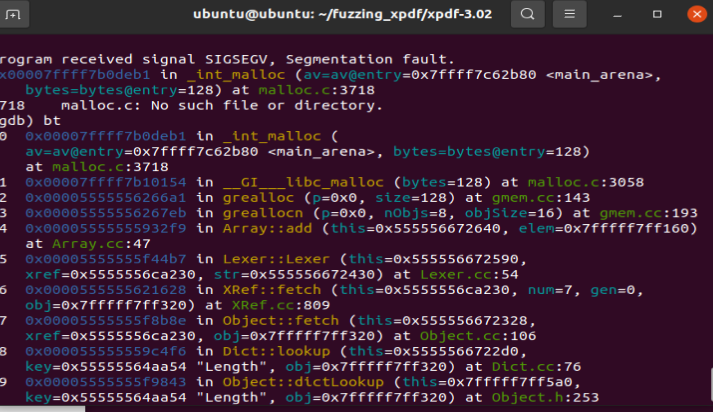 ubuntu@ubuntu: ~/fuzzing_xpdf/xpdf-3.02
rogram received signal SIGSEGV, Segmentation fault.
x00007ffff7b0deb1 in _int_malloc (av=av@entry=0x7ffff7c62b80 <main_arena>,
bytes=bytes@entry=128) at malloc.c:3718
718 malloc.c: No such file or directory.
gdb) bt
0 0x00007ffff7b0deb1 in _int_malloc (
av=av@entry=0x7ffff7c62b80 <main_arena>, bytes=bytes@entry=128)
at malloc.c:3718
1 0x00007ffff7b10154 in __GI___libc_malloc (bytes=128) at malloc.c:3058
2 0x00005555556266a1 in grealloc (p=0x0, size=128) at gmem.cc:143
3 0x00005555556267eb in greallocn (p=0x0, nObjs=8, objSize=16) at gmem.cc:193
4 0x00005555555932f9 in Array::add (this=0x555556672640, elem=0x7fffff7ff160)
at Array.cc:47
5 0x00005555555f44b7 in Lexer::Lexer (this=0x555556672590,
xref=0x5555556ca230, str=0x555556672430) at Lexer.cc:54
6 0x0000555555621628 in XRef::fetch (this=0x5555556ca230, num=7, gen=0,
obj=0x7fffff7ff320) at XRef.cc:809
7 0x00005555555f8b8e in Object::fetch (this=0x555556672328,
xref=0x5555556ca230, obj=0x7fffff7ff320) at Object.cc:106
8 0x000055555559c4f6 in Dict::lookup (this=0x5555566722d0,
key=0x55555564aa54 "Length", obj=0x7fffff7ff320) at Dict.cc:76
9 0x00005555555f9843 in Object::dictLookup (this=0x7fffff7ff5a0,
key=0x55555564aa54 "Length", obj=0x7fffff7ff320) at Object.h:253